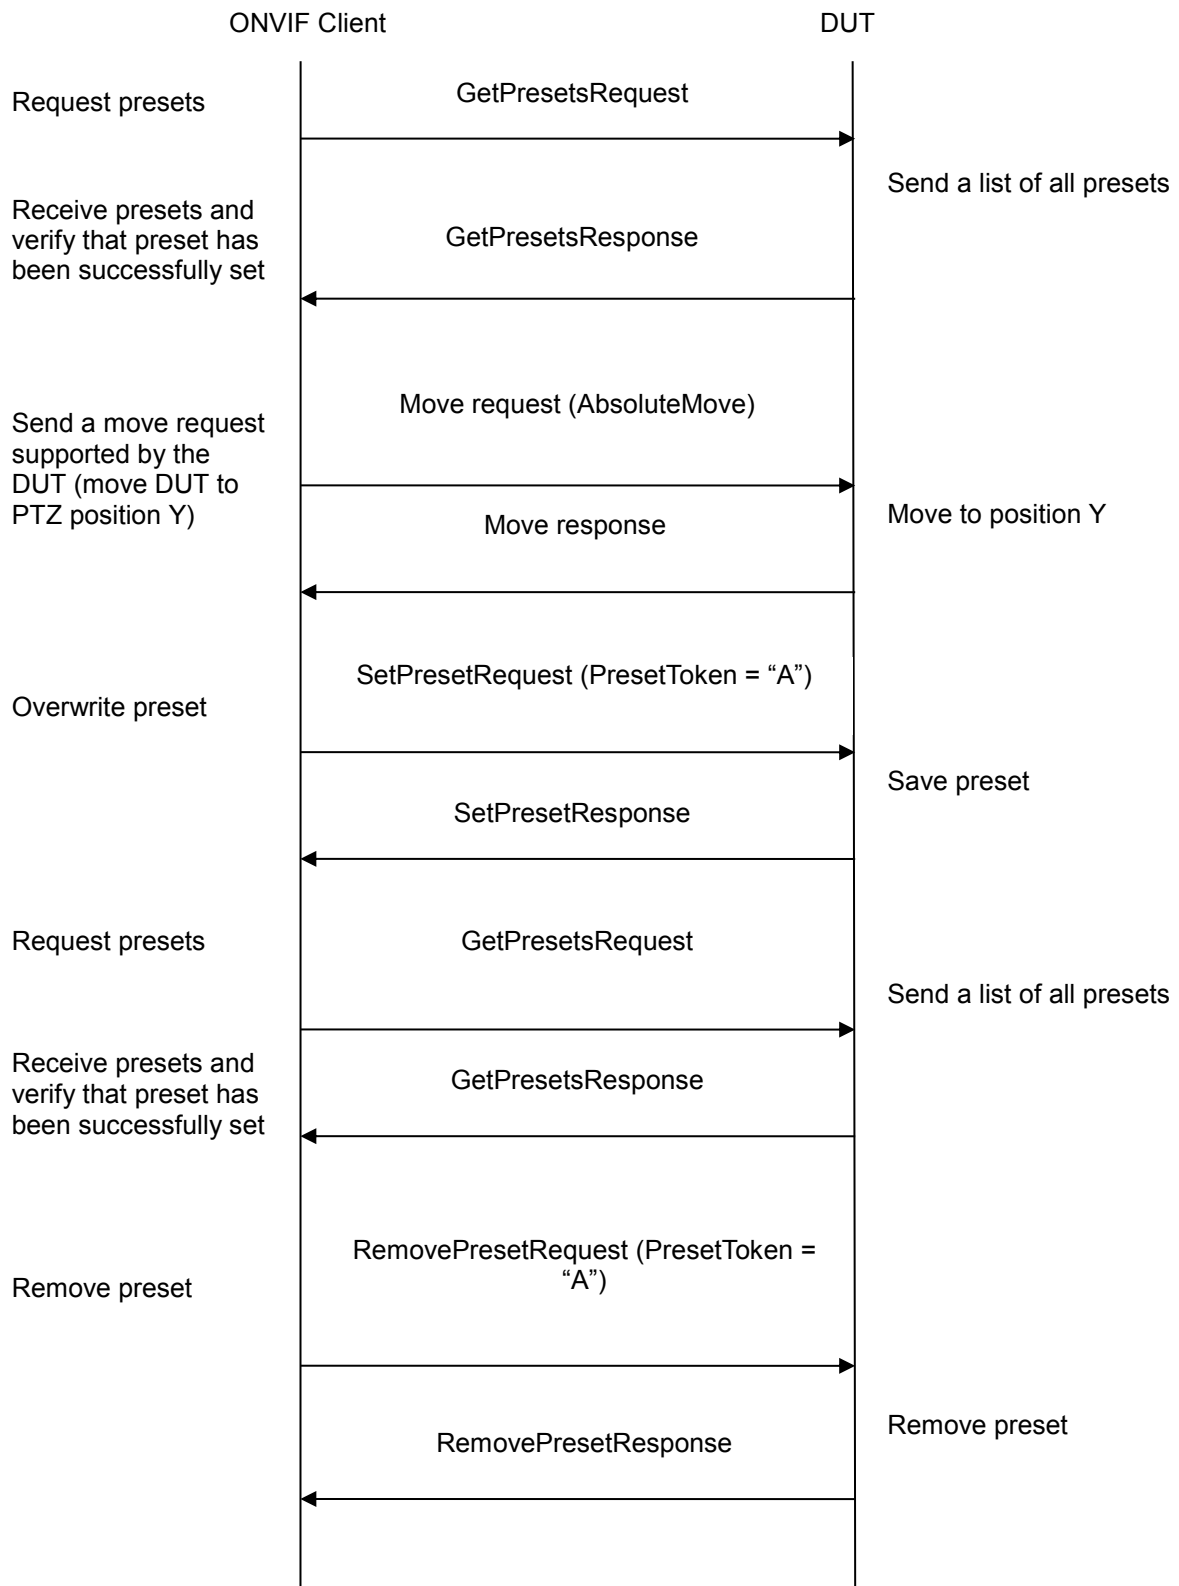 ONVIF Client
DUT
GetPresetsRequest
Request presets
Send a list of all presets
Receive presets and
verify that preset has
been successfully set
GetPresetsResponse
Move request (AbsoluteMove)
Send a move request
supported by the
DUT (move DUT to
PTZ position Y)
Move to position Y
Move response
SetPresetRequest (PresetToken = “A”)
Overwrite preset
Save preset
SetPresetResponse
Request presets
GetPresetsRequest
Send a list of all presets
Receive presets and
verify that preset has
been successfully set
GetPresetsResponse
RemovePresetRequest (PresetToken =
“A”)
Remove preset
Remove preset
RemovePresetResponse